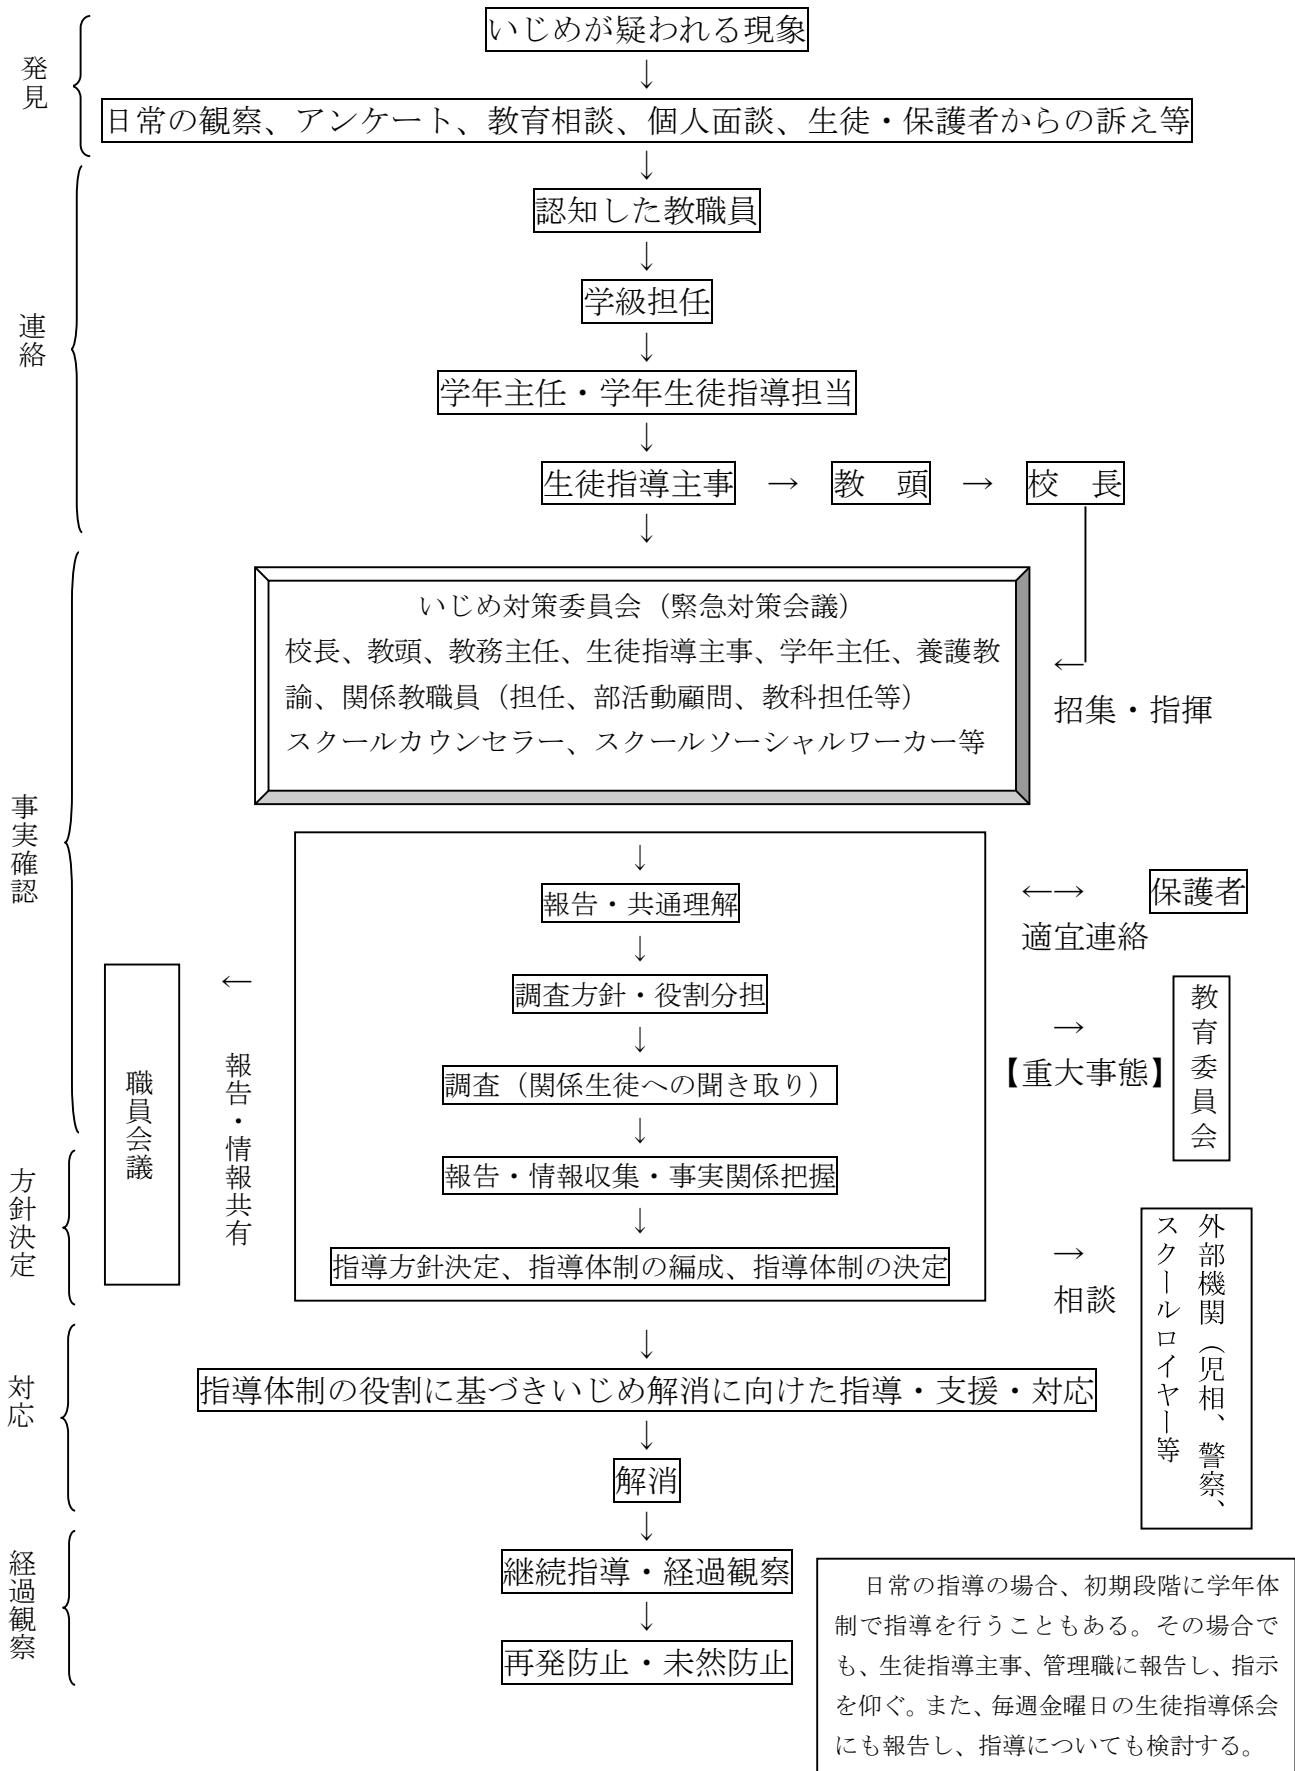 発見
いじめが疑われる現象
↓
日常の観察、アンケート、教育相談、個人面談、生徒・保護者からの訴え等
↓
連絡
認知した教職員
↓
学級担任
↓
学年主任・学年生徒指導担当
↓
生徒指導主事 → 教　頭 → 校　長
↓
事実確認
いじめ対策委員会（緊急対策会議）
校長、教頭、教務主任、生徒指導主事、学年主任、養護教
諭、関係教職員（担任、部活動顧問、教科担任等）
スクールカウンセラー、スクールソーシャルワーカー等
←
招集・指揮
↓
報告・共通理解
←→ 保護者
適宜連絡
↓
調査方針・役割分担
↓
調査（関係生徒への聞き取り）
→
【重大事態】
教育委員会
←
報告・情報共有
職員会議
↓
報告・情報収集・事実関係把握
↓
方針決定
指導方針決定、指導体制の編成、指導体制の決定
→
相談
外部機関（児相、警察、
スクールロイヤー等
↓
対応
指導体制の役割に基づきいじめ解消に向けた指導・支援・対応
↓
解消
↓
経過観察
継続指導・経過観察
↓
再発防止・未然防止
日常の指導の場合、初期段階に学年体
制で指導を行うこともある。その場合で
も、生徒指導主事、管理職に報告し、指示
を仰ぐ。また、毎週金曜日の生徒指導係会
にも報告し、指導についても検討する。